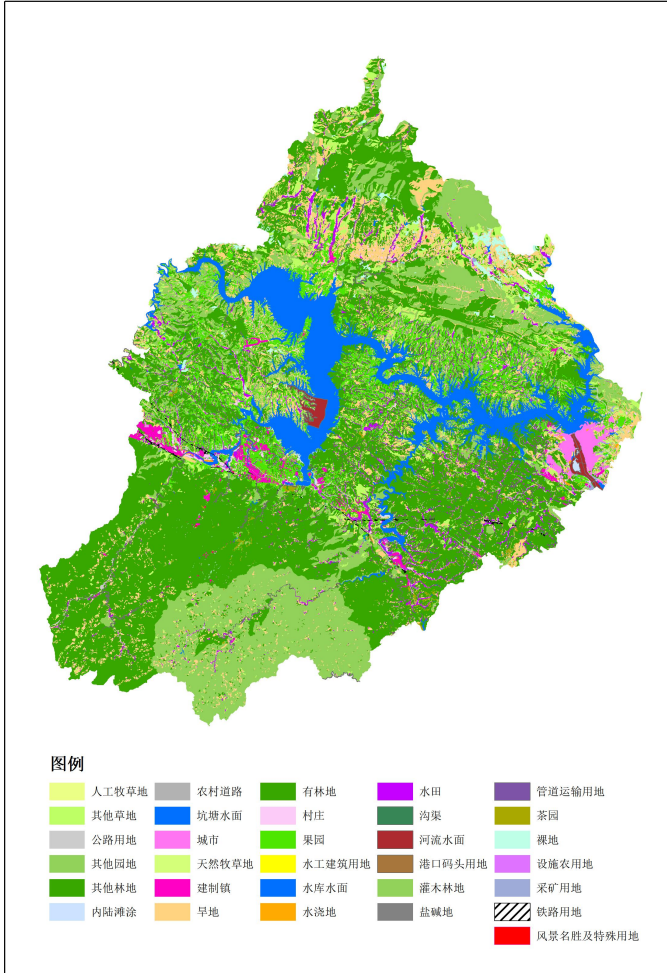 图例
人工牧草地 农村道路 有林地 水田 管道运输用地
其他草地 坑塘水面 村庄 沟渠 茶园
公路用地 城市 果园 河流水面 裸地
其他园地 天然牧草地 水工建筑用地 港口码头用地 设施农用地
其他林地 建制镇 水库水面 灌木林地 采矿用地
内陆滩涂 旱地 水浇地 盐碱地 铁路用地
风景名胜及特殊用地